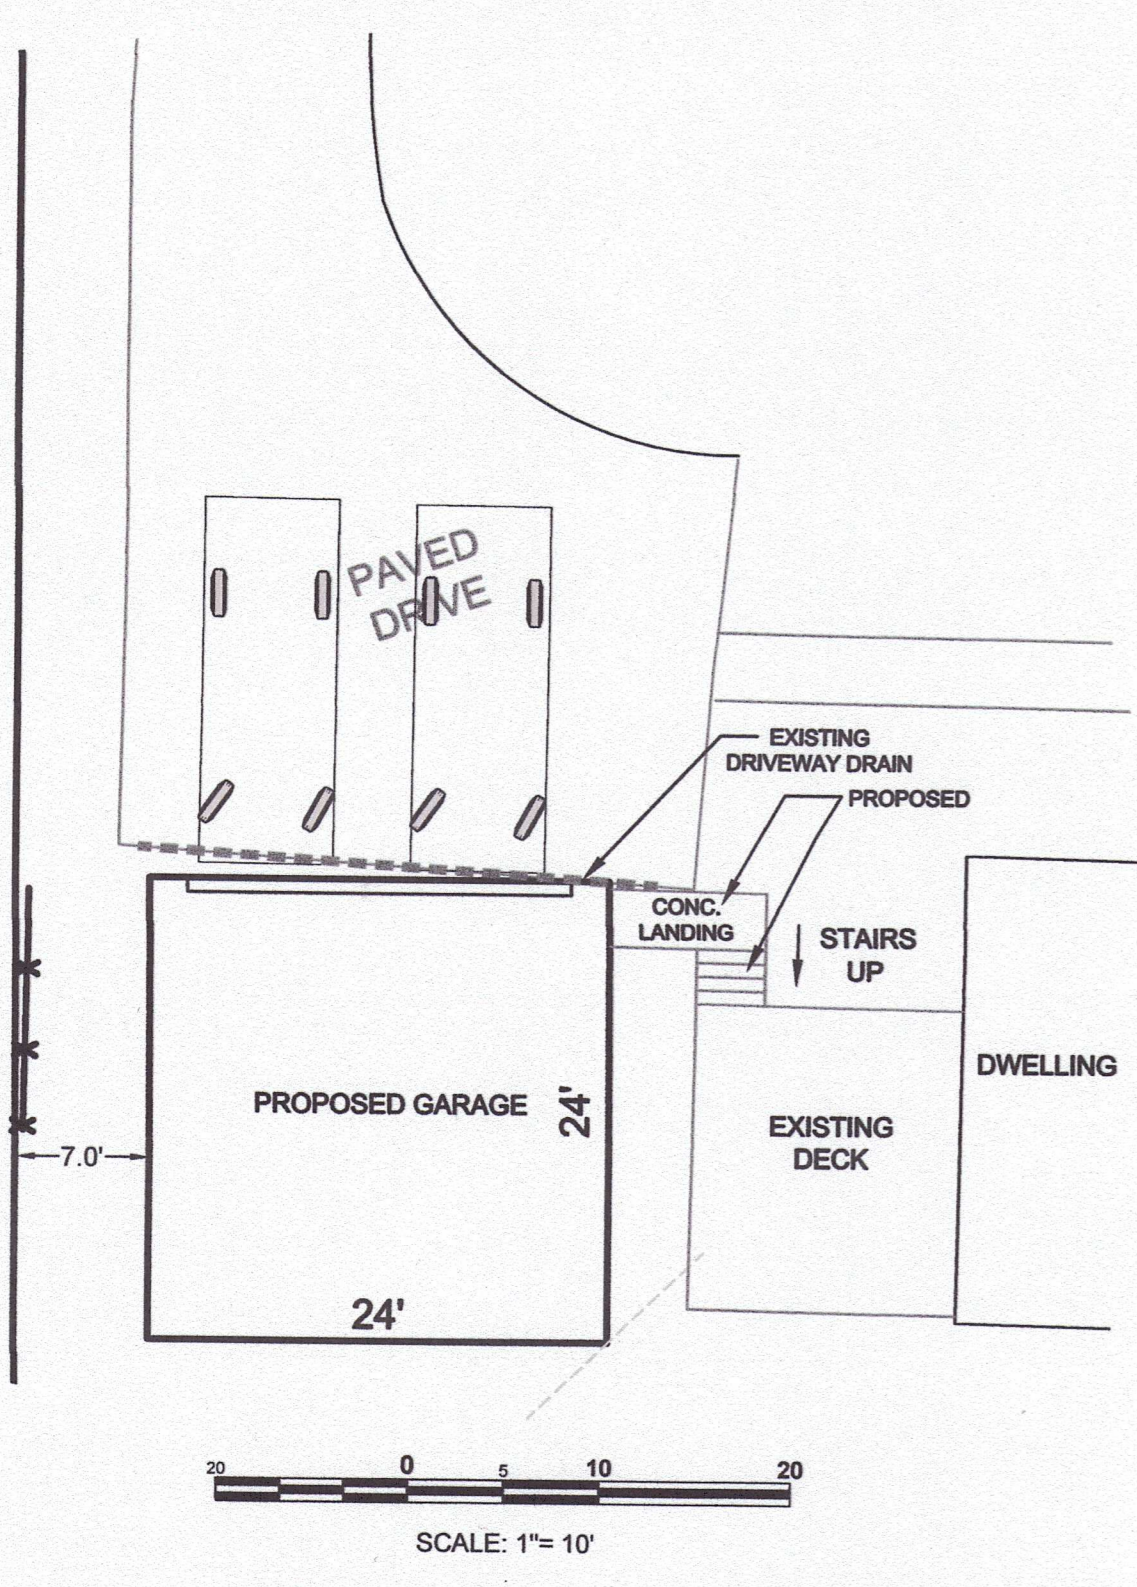 PAVED
DRIVE
EXISTING
DRIVEWAY DRAIN
PROPOSED
CONC.
LANDING
STAIRS
UP
DWELLING
PROPOSED GARAGE
24'
EXISTING
DECK
7.0'
24'
20 0 5 10 20
SCALE: 1"= 10'